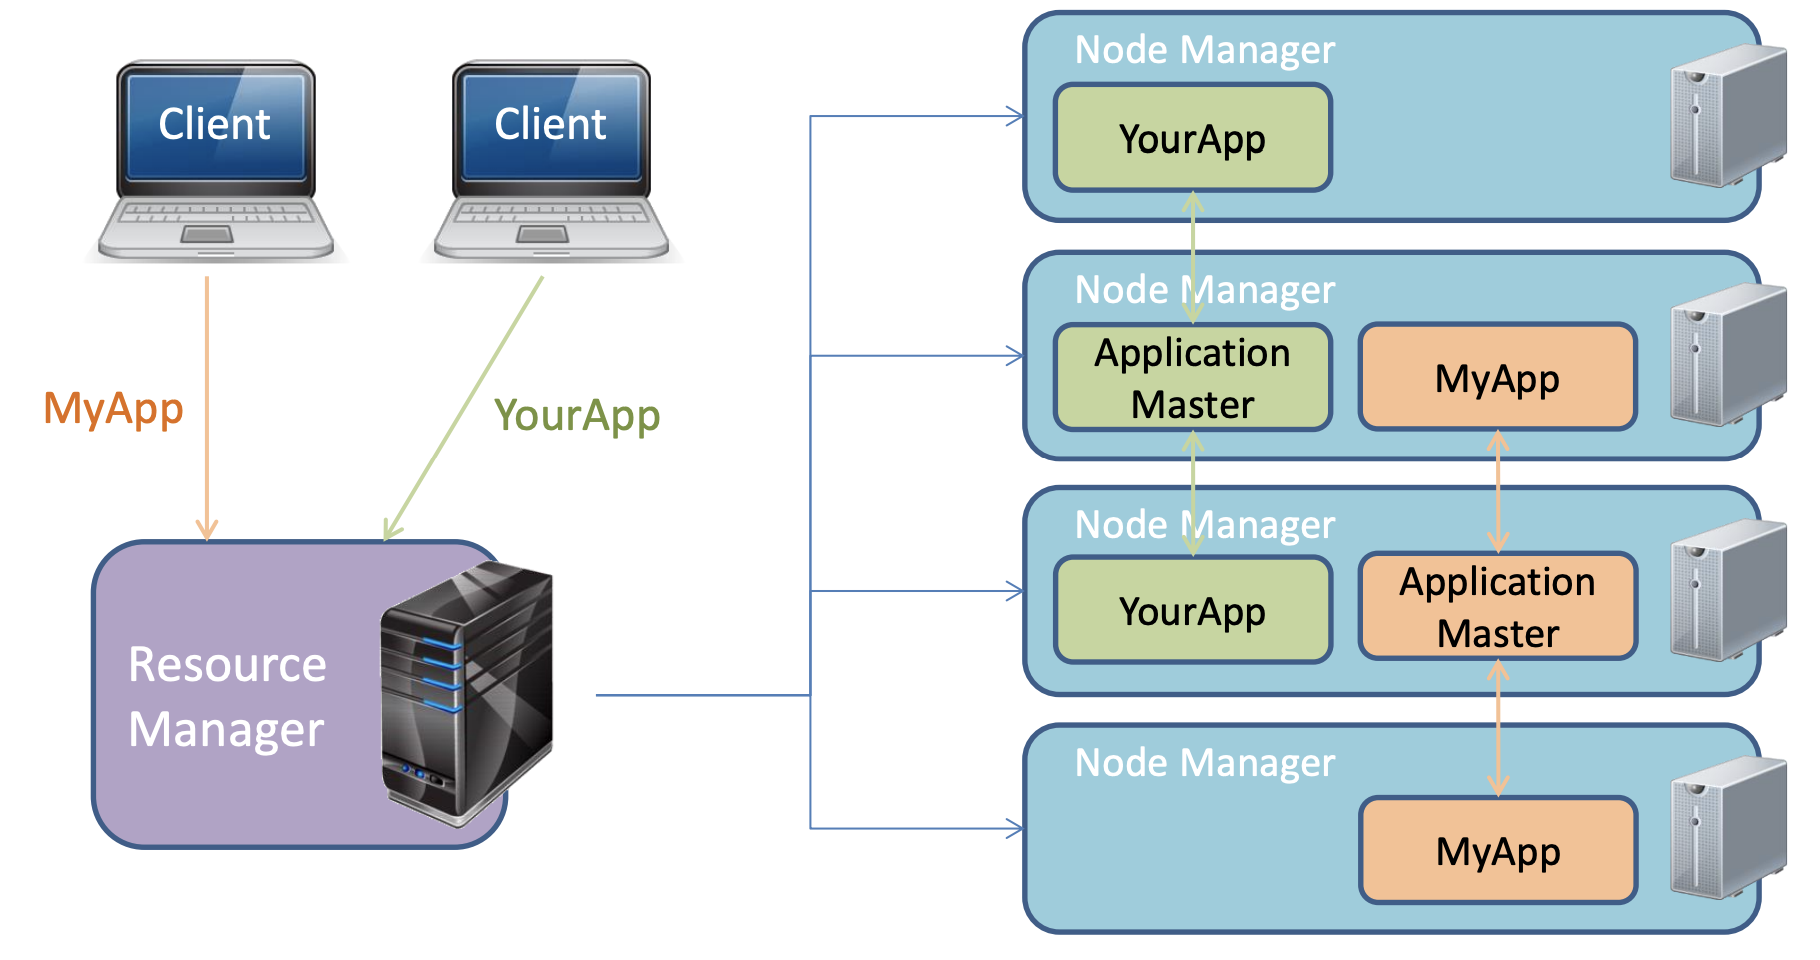 Client
Client
MyApp
YourApp
Resource
Manager
Node Manager
YourApp
Node Manager
Application
Master
MyApp
Node Manager
YourApp
Application
Master
Node Manager
MyApp